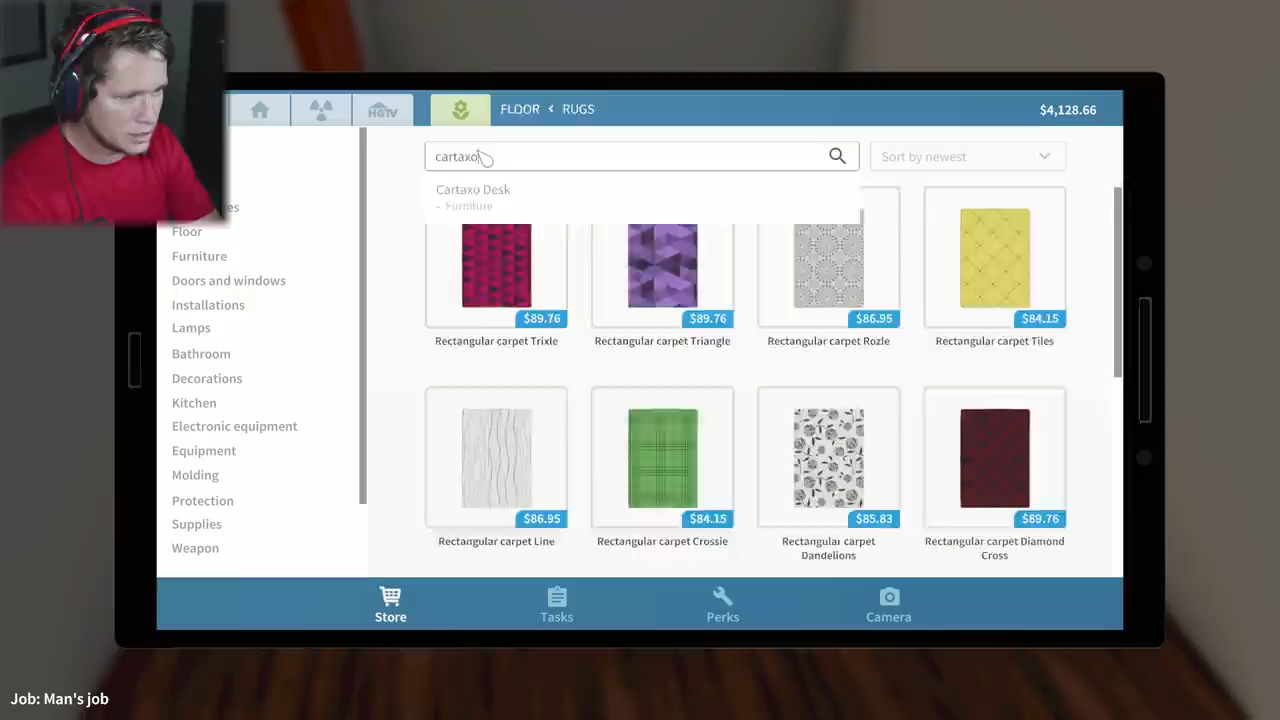 HGTV
FLOOR < RUGS
$4,128.66
cartaxo
Sort by newest
Cartaxo Desk
- Furniture
es
Floor
Furniture
Doors and windows
Installations
Lamps
Bathroom
Decorations
Kitchen
Electronic equipment
Equipment
Molding
Protection
Supplies
Weapon
$89.76
$89.76
$86.95
$84.15
Rectangular carpet Trixle
Rectangular carpet Triangle
Rectangular carpet Rozle
Rectangular carpet Tiles
$86.95
$84.15
$85.83
$89.76
Rectangular carpet Line
Rectangular carpet Crossie
Rectangular carpet
Dandelions
Rectangular carpet Diamond
Cross
Store
Tasks
Perks
Camera
Job: Man's job